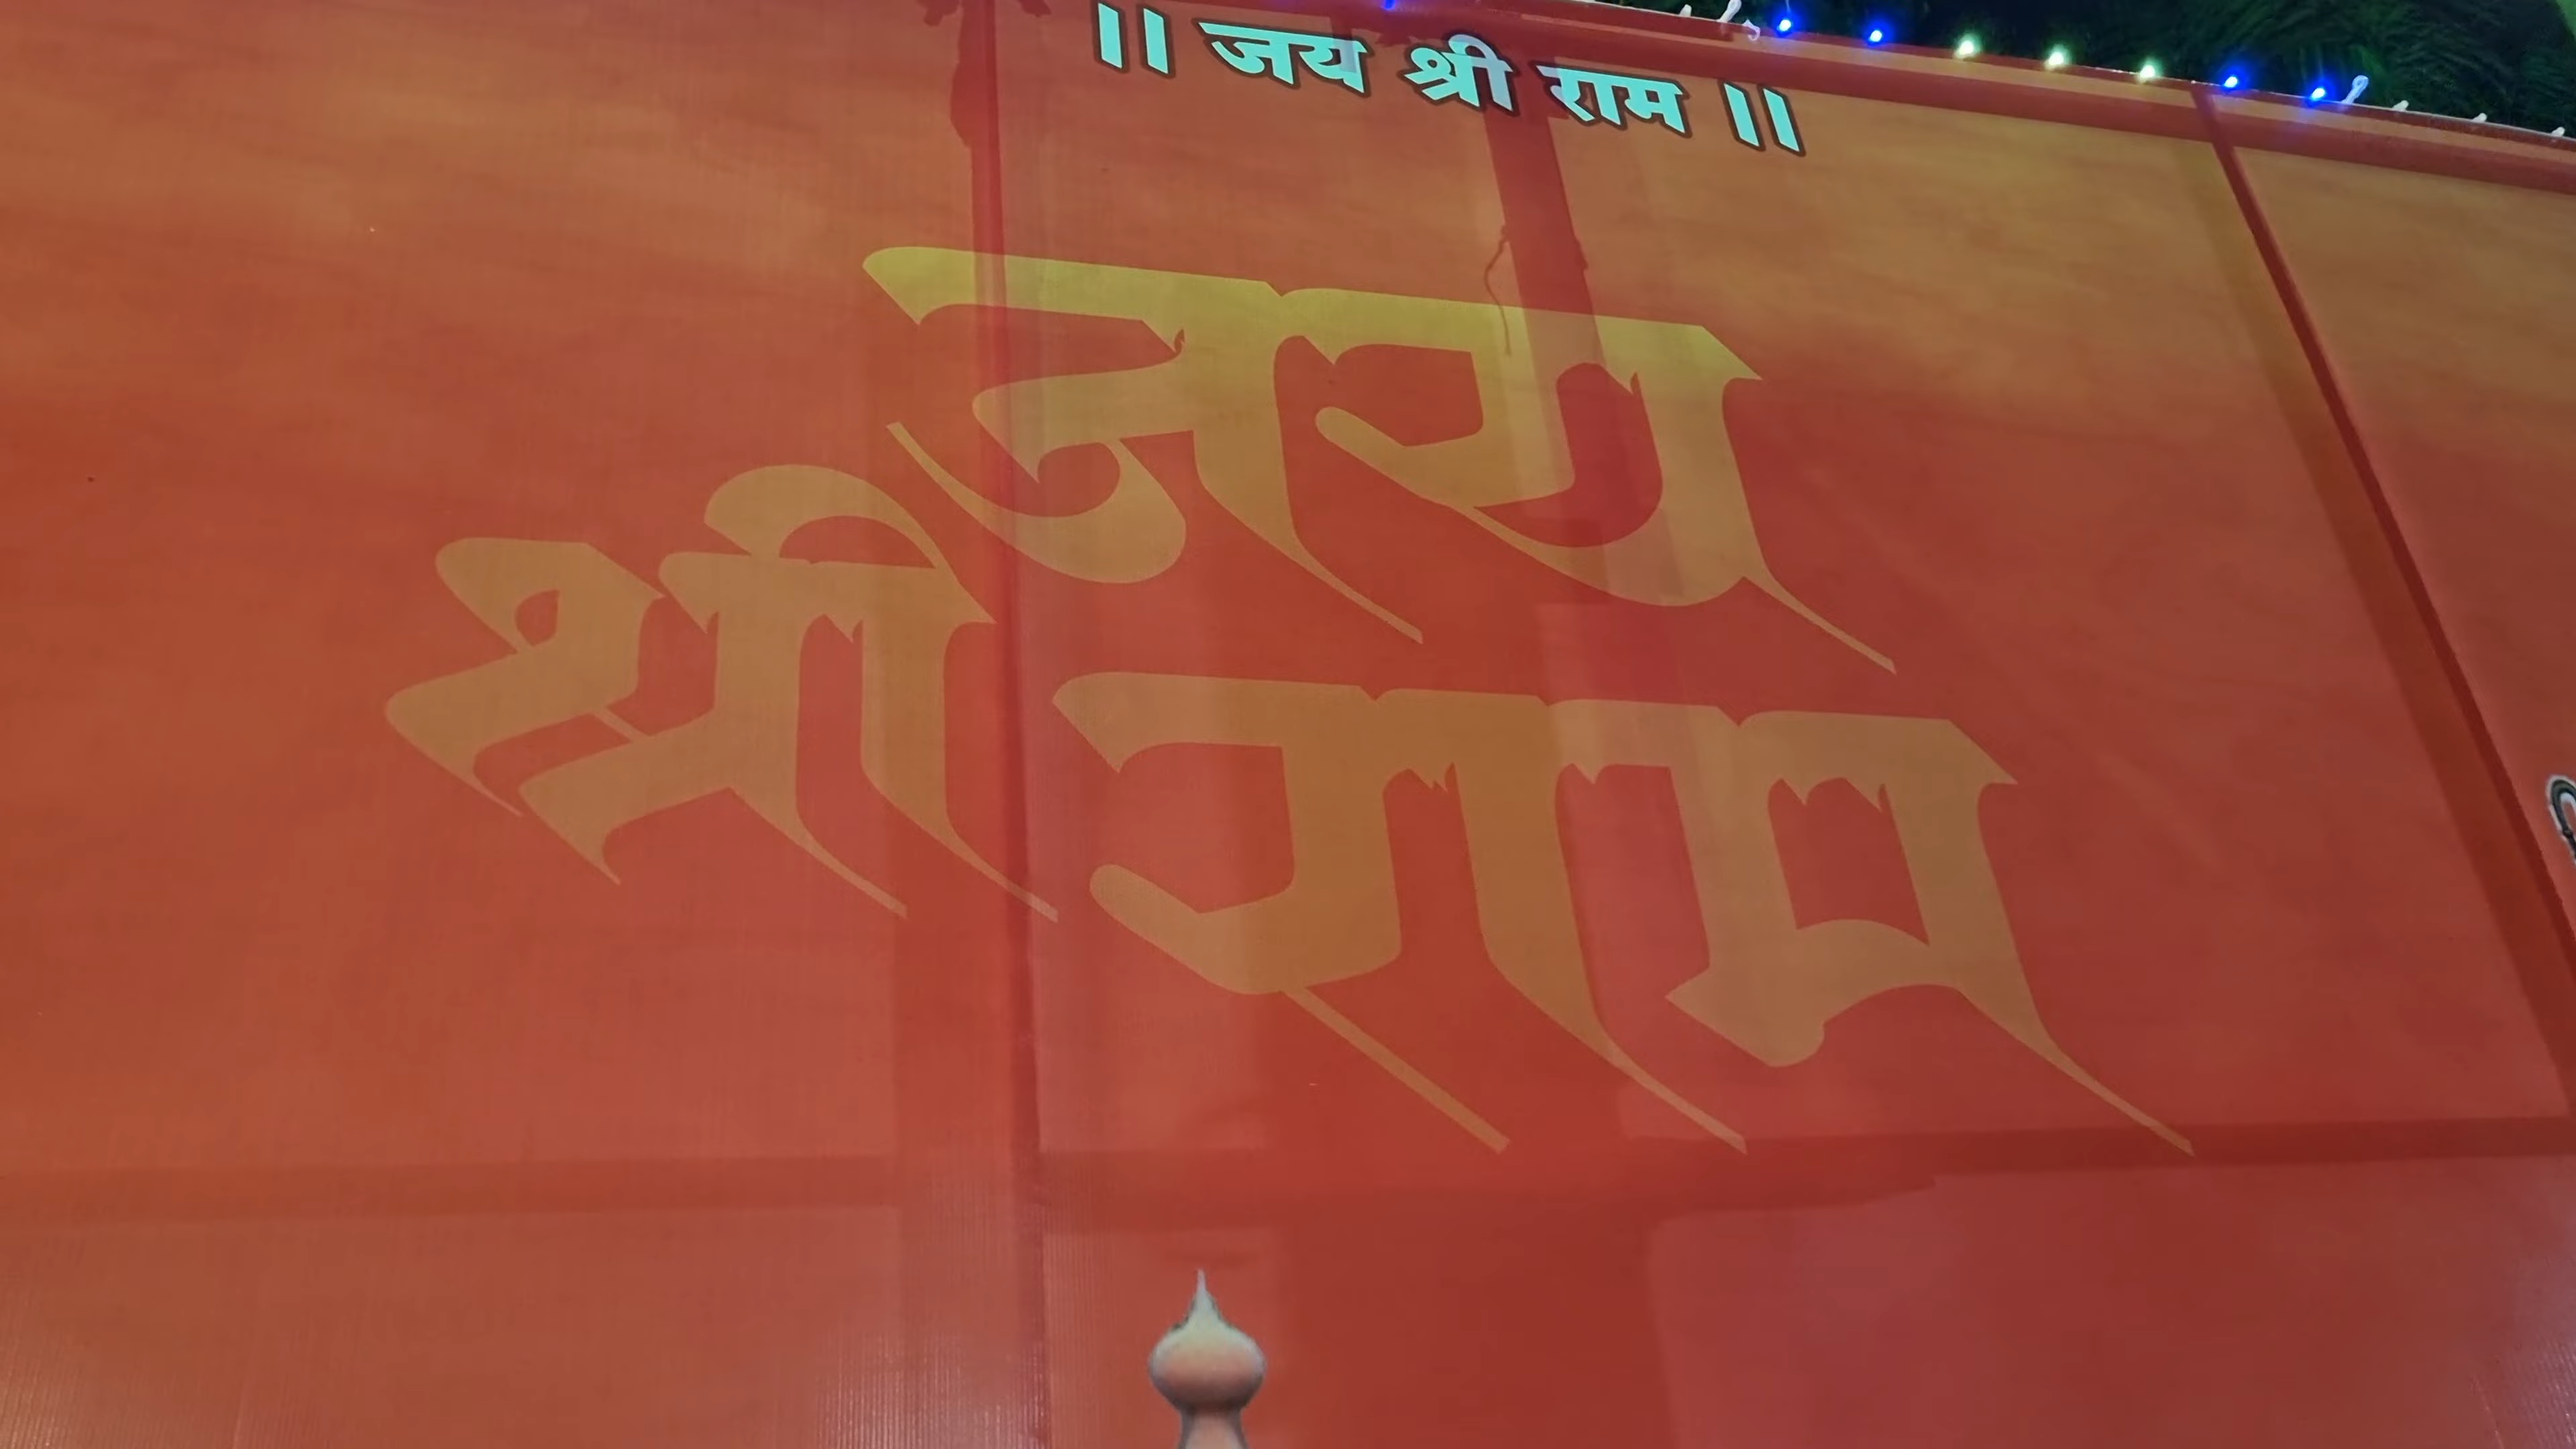 || जय श्री राम ||
जय
श्री राम